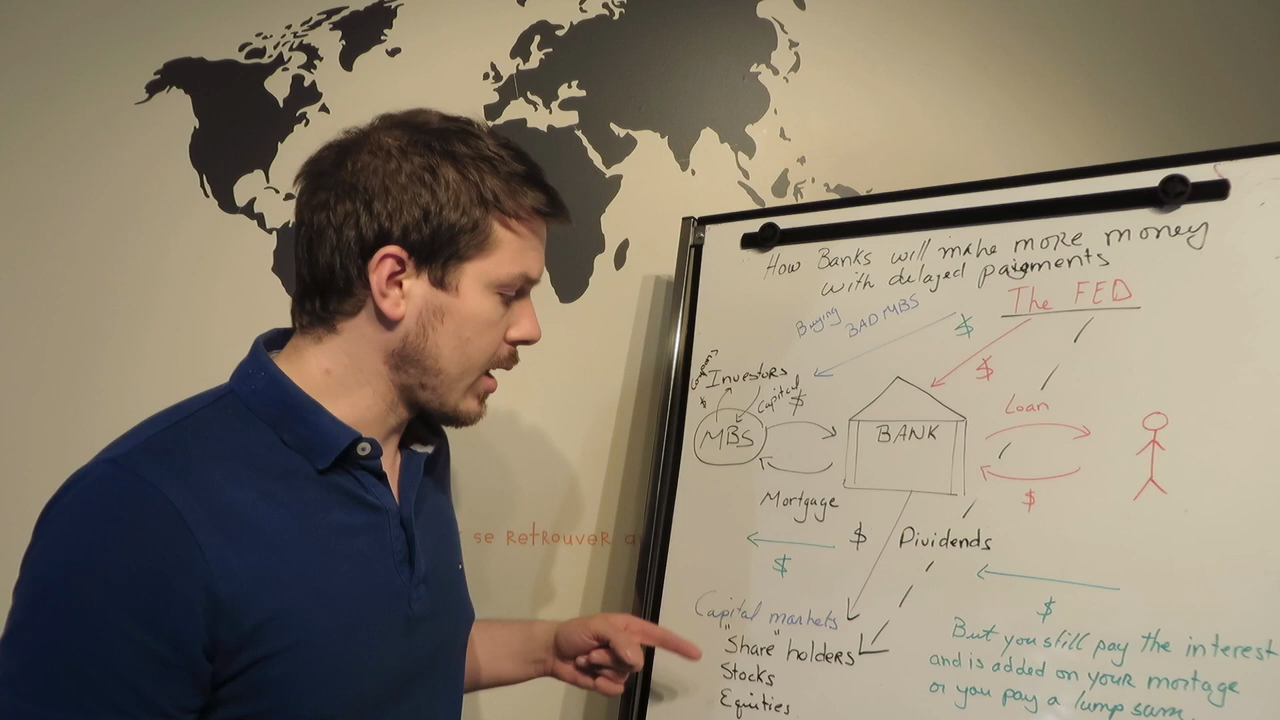 How Banks will make more money
with delayed paigments
The FED
Buying BAD MBS
$
$
Investors
Capital $
$
MBS
BANK
Loan
$
Mortgage
$
$
Dividends
$
Capital markets
"Share" holders
Stocks
Equities
But you still pay the interest
and is added on your mortage
or you pay a lump sum
se retrouver